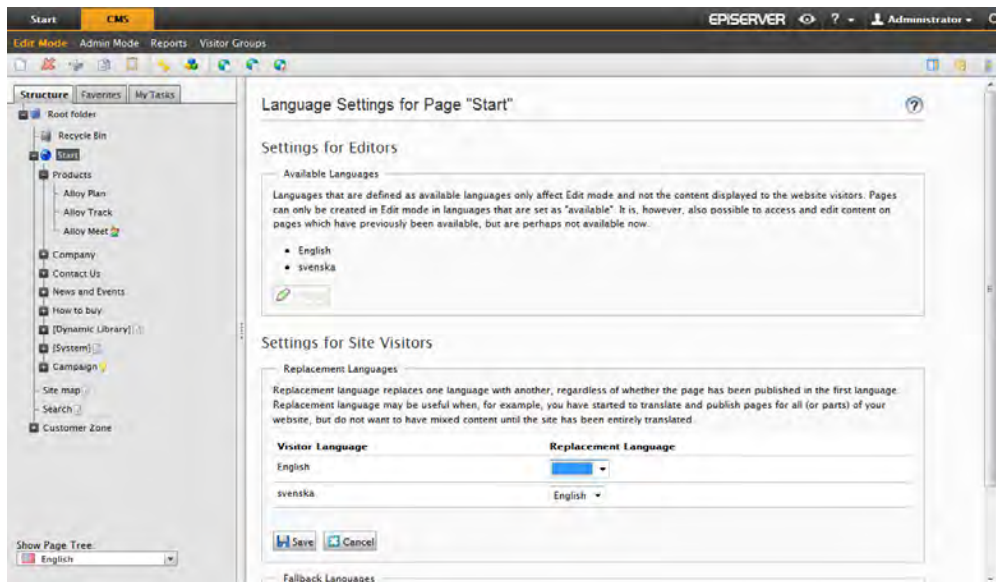 Start CMS EPISERVER ? Administrator
Edit Mode Admin Mode Reports Visitor Groups
Structure Favorites My Tasks
Root folder
Recycle Bin
Start
Products
Alloy Plan
Alloy Track
Alloy Meet
Company
Contact Us
News and Events
How to buy
[Dynamic Library]
[System]
Campaign
Site map
Search
Customer Zone
Show Page Tree:
English
Language Settings for Page "Start"
?
Settings for Editors
Available Languages
Languages that are defined as available languages only affect Edit mode and not the content displayed to the website visitors. Pages
can only be created in Edit mode in languages that are set as "available". It is, however, also possible to access and edit content on
pages which have previously been available, but are perhaps not available now.
• English
• svenska
Settings for Site Visitors
Replacement Languages
Replacement language replaces one language with another, regardless of whether the page has been published in the first language.
Replacement language may be useful when, for example, you have started to translate and publish pages for all (or parts) of your
website, but do not want to have mixed content until the site has been entirely translated.
Visitor Language Replacement Language
English
svenska English
Save Cancel
Fallback Languages